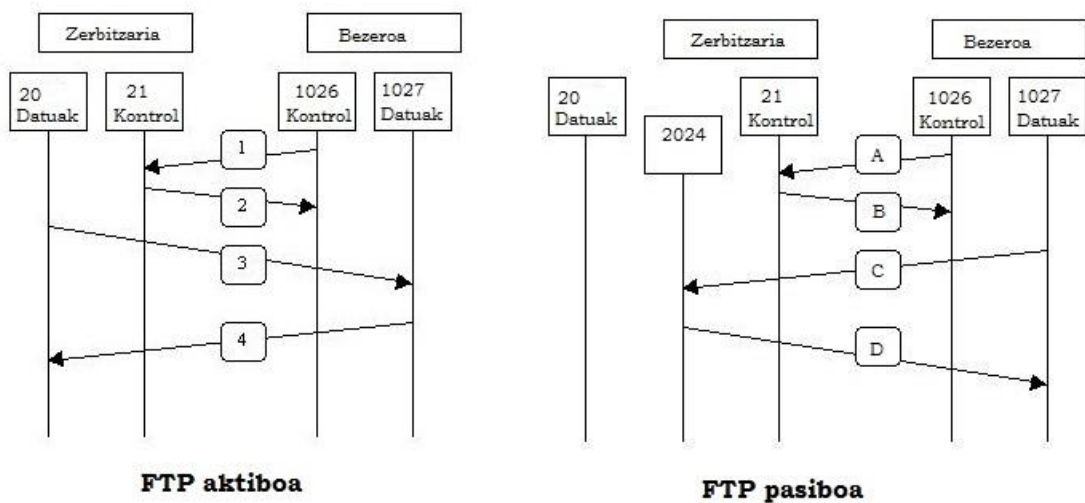 Zerbitzaria
Bezeroa
20
Datuak
21
Kontrol
1026
Kontrol
1027
Datuak
1
2
3
4
FTP aktiboa
Zerbitzaria
Bezeroa
20
Datuak
2024
21
Kontrol
1026
Kontrol
1027
Datuak
A
B
C
D
FTP pasiboa